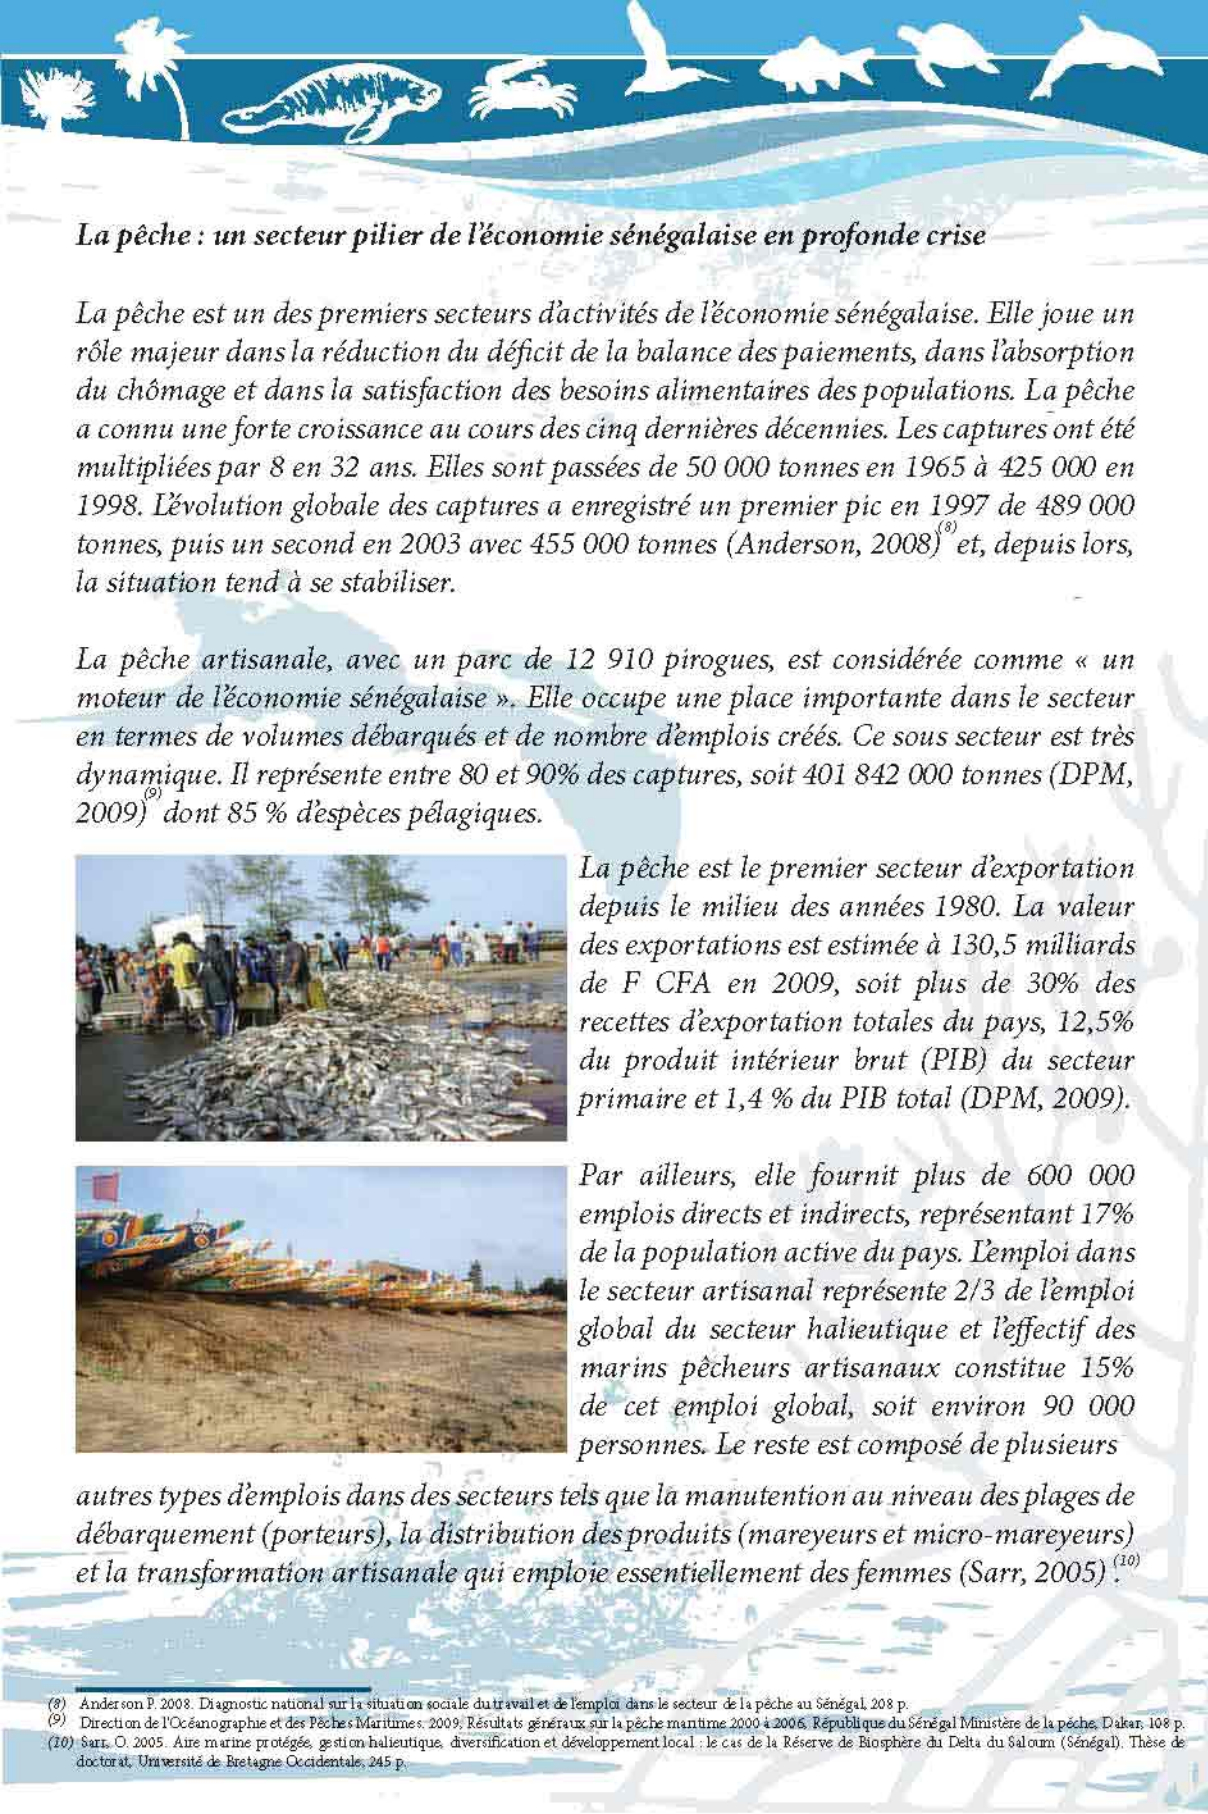 La pêche : un secteur pilier de l'économie sénégalaise en profonde crise
La pêche est un des premiers secteurs d'activités de l'économie sénégalaise. Elle joue un
rôle majeur dans la réduction du déficit de la balance des paiements, dans l'absorption
du chômage et dans la satisfaction des besoins alimentaires des populations. La pêche
a connu une forte croissance au cours des cinq dernières décennies. Les captures ont été
multipliées par 8 en 32 ans. Elles sont passées de 50 000 tonnes en 1965 à 425 000 en
1998. L'évolution globale des captures a enregistré un premier pic en 1997 de 489 000
tonnes, puis un second en 2003 avec 455 000 tonnes (Anderson, 2008)(8) et, depuis lors,
la situation tend à se stabiliser.
La pêche artisanale, avec un parc de 12 910 pirogues, est considérée comme « un
moteur de l'économie sénégalaise ». Elle occupe une place importante dans le secteur
en termes de volumes débarqués et de nombre d'emplois créés. Ce sous secteur est très
dynamique. Il représente entre 80 et 90% des captures, soit 401 842 000 tonnes (DPM,
2009)(9) dont 85 % d'espèces pélagiques.
La pêche est le premier secteur d'exportation
depuis le milieu des années 1980. La valeur
des exportations est estimée à 130,5 milliards
de F CFA en 2009, soit plus de 30% des
recettes d'exportation totales du pays, 12,5%
du produit intérieur brut (PIB) du secteur
primaire et 1,4 % du PIB total (DPM, 2009).
Par ailleurs, elle fournit plus de 600 000
emplois directs et indirects, représentant 17%
de la population active du pays. L'emploi dans
le secteur artisanal représente 2/3 de l'emploi
global du secteur halieutique et l'effectif des
marins pêcheurs artisanaux constitue 15%
de cet emploi global, soit environ 90 000
personnes. Le reste est composé de plusieurs
autres types d'emplois dans des secteurs tels que la manutention au niveau des plages de
débarquement (porteurs), la distribution des produits (mareyeurs et micro-mareyeurs)
et la transformation artisanale qui emploie essentiellement des femmes (Sarr, 2005).(10)
(8) Anderson P. 2008. Diagnostic national sur la situation sociale du travail et de l'emploi dans le secteur de la pêche au Sénégal, 208 p.
(9) Direction de l'Océanographie et des Pêches Maritimes. 2009. Résultats généraux sur la pêche maritime 2000 à 2006, République du Sénégal Ministère de la pêche, Dakar, 108 p.
(10) Sarr, O. 2005. Aire marine protégée, gestion halieutique, diversification et développement local : le cas de la Réserve de Biosphère du Delta du Saloum (Sénégal). Thèse de
doctorat, Université de Bretagne Occidentale, 245 p.